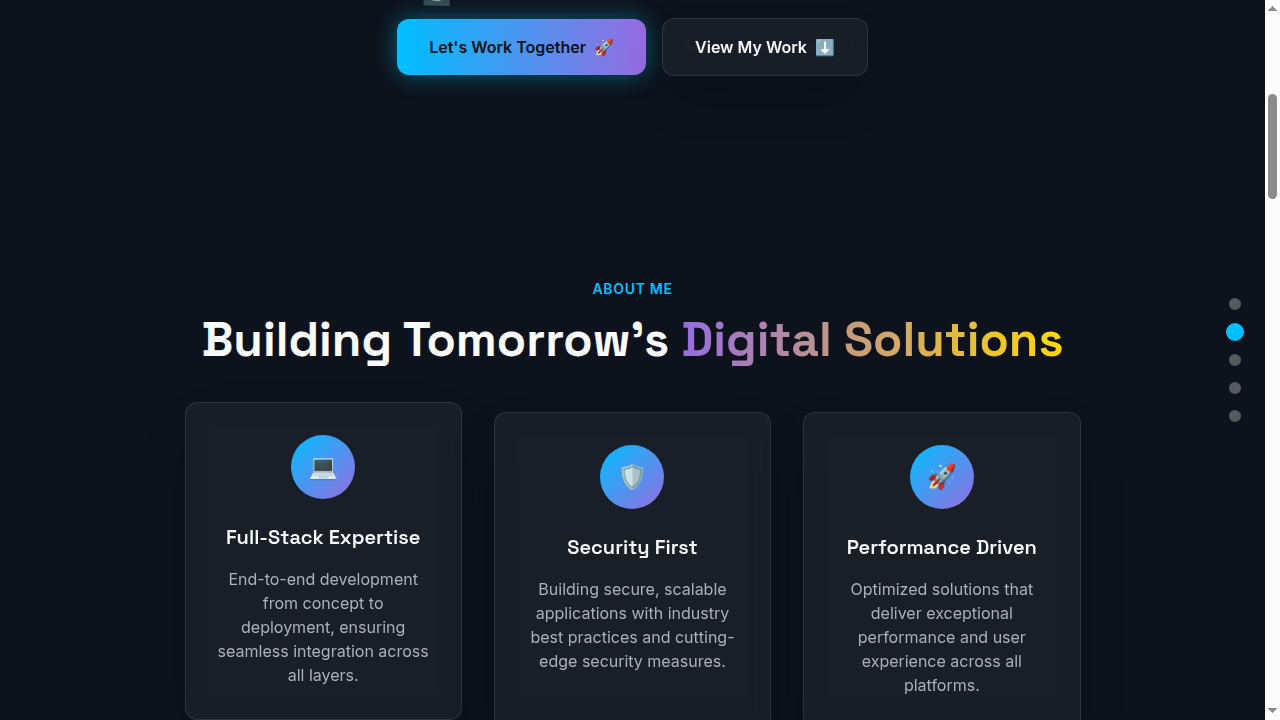 Let's Work Together 🚀
View My Work ⬇️
ABOUT ME
Building Tomorrow's Digital Solutions
Full-Stack Expertise
End-to-end development
from concept to
deployment, ensuring
seamless integration across
all layers.
Security First
Building secure, scalable
applications with industry
best practices and cutting-
edge security measures.
Performance Driven
Optimized solutions that
deliver exceptional
performance and user
experience across all
platforms.